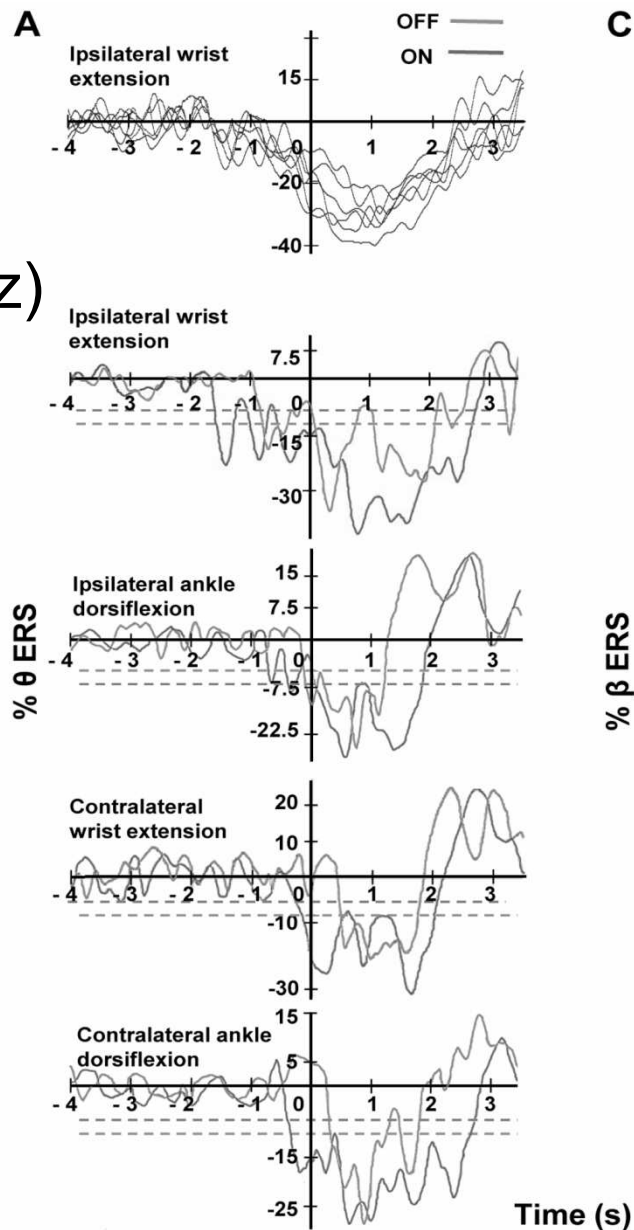 A
OFF
C
ON
Ipsilateral wrist
extension
15
-4 -3 -2 -1 0 1 2 3
-20
-40
z)
Ipsilateral wrist
extension
7.5
-4 -3 -2 -1 0 1 2 3
-15
-30
Ipsilateral ankle
dorsiflexion
15
7.5
-4 -3 -2 -1 0 1 2 3
-7.5
-22.5
% θ ERS
% β ERS
Contralateral
wrist extension
20
10
-4 -3 -2 -1 0 1 2 3
-10
-30
Contralateral ankle
dorsiflexion
15
5
-4 -3 -2 -1 0 1 2 3
-15
-25
Time (s)